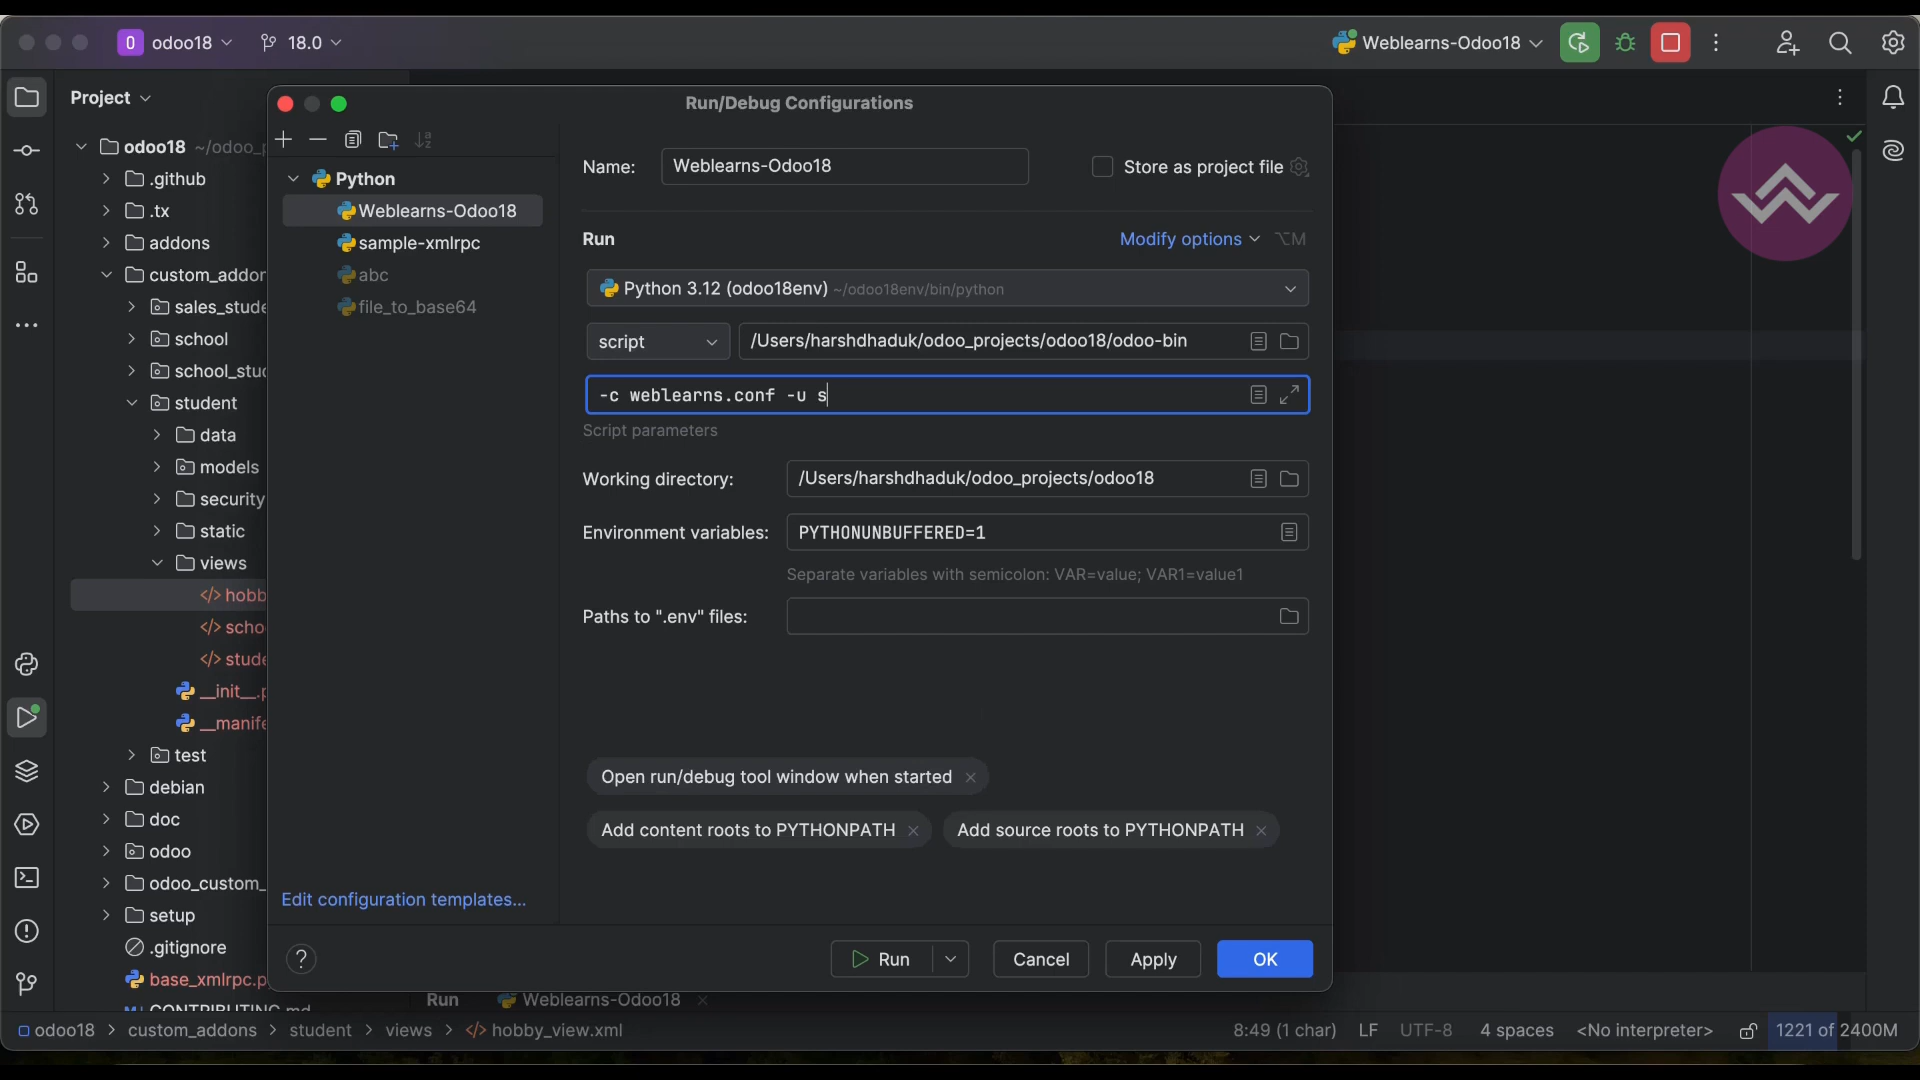 odoo18
18.0
Weblearns-Odoo18
Project
Run/Debug Configurations
odoo18 ~/odoo_p
.github
.tx
addons
custom_addon
sales_stude
school
school_stud
student
data
models
security
static
views
hobb
scho
stude
__init__.p
__manife
test
debian
doc
odoo
odoo_custom_
setup
.gitignore
base_xmlrpc.p
CONTRIBUTING.md
Python
Weblearns-Odoo18
sample-xmlrpc
abc
file_to_base64
Edit configuration templates...
Name: Weblearns-Odoo18 Store as project file
Run Modify options ⌥M
Python 3.12 (odoo18env) ~/odoo18env/bin/python
script /Users/harshdhaduk/odoo_projects/odoo18/odoo-bin
-c weblearns.conf -u s
Script parameters
Working directory: /Users/harshdhaduk/odoo_projects/odoo18
Environment variables: PYTHONUNBUFFERED=1
Separate variables with semicolon: VAR=value; VAR1=value1
Paths to ".env" files:
Open run/debug tool window when started
Add content roots to PYTHONPATH Add source roots to PYTHONPATH
? Run Cancel Apply OK
Run Weblearns-Odoo18
odoo18 > custom_addons > student > views > </> hobby_view.xml 8:49 (1 char) LF UTF-8 4 spaces <No interpreter> 1221 of 2400M